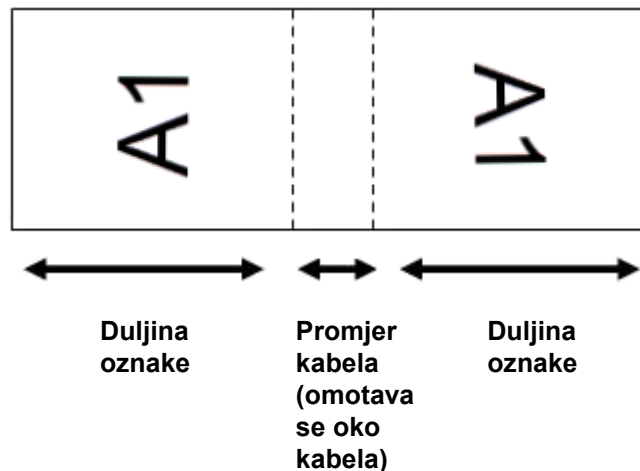 A1
A1
Duljina
oznake
Promjer
kabela
(omotava
se oko
kabela)
Duljina
oznake